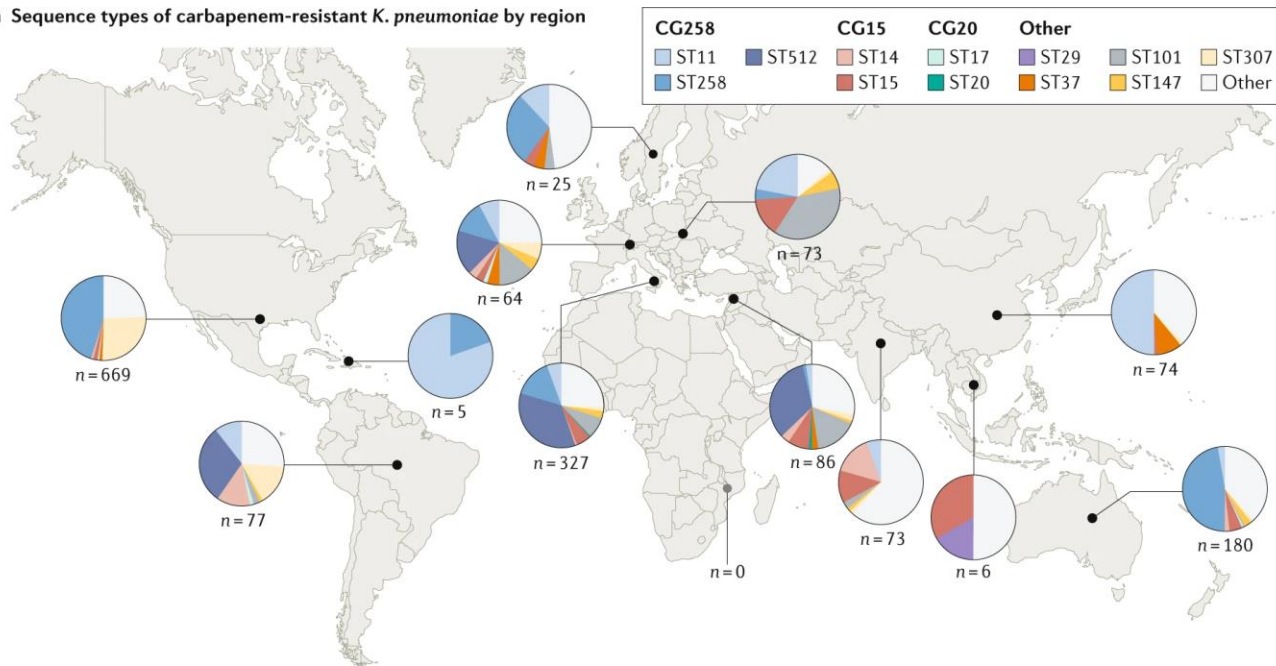 Sequence types of carbapenem-resistant K. pneumoniae by region
CG258 CG15 CG20 Other
ST11 ST512 ST14 ST17 ST29 ST101 ST307
ST258 ST15 ST20 ST37 ST147 Other
n = 25
n = 73
n = 64
n = 669
n = 5
n = 74
n = 327
n = 86
n = 77
n = 73
n = 6
n = 180
n = 0